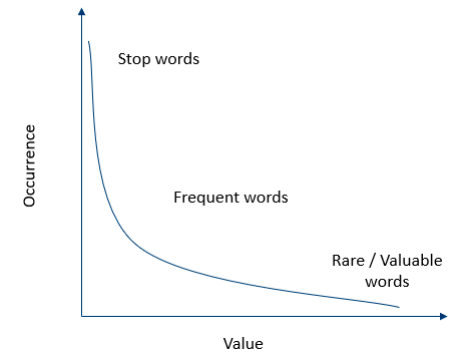 Stop words
Occurrence
Frequent words
Rare / Valuable
words
Value